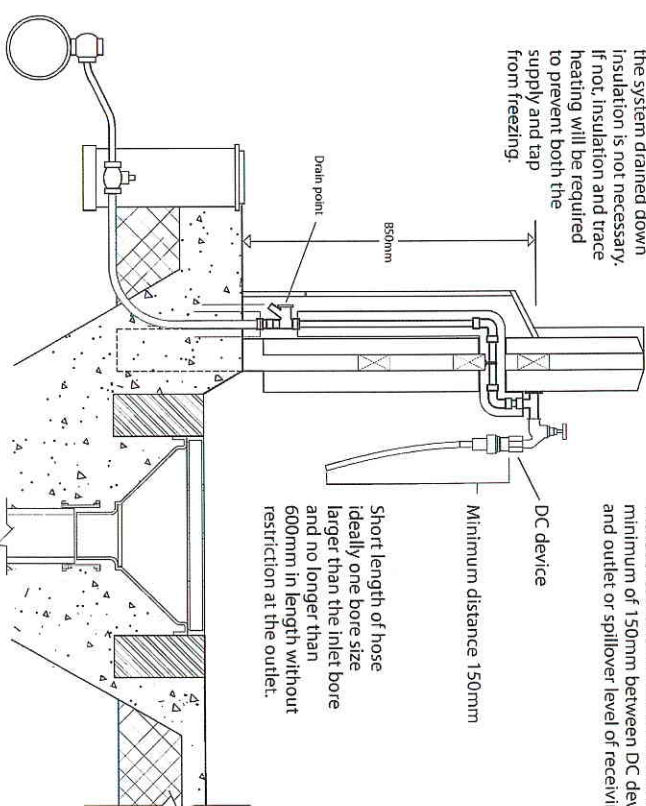 the system drained down
insulation is not necessary.
If not, insulation and trace
heating will be required
to prevent both the
supply and tap
from freezing.
Drain point
850mm
minimum of 150mm between DC
and outlet or spillover level of
DC device
Minimum distance 150mm
Short length of hose
ideally one bore size
larger than the inlet bore
and no longer than
600mm in length without
restriction at the outlet.